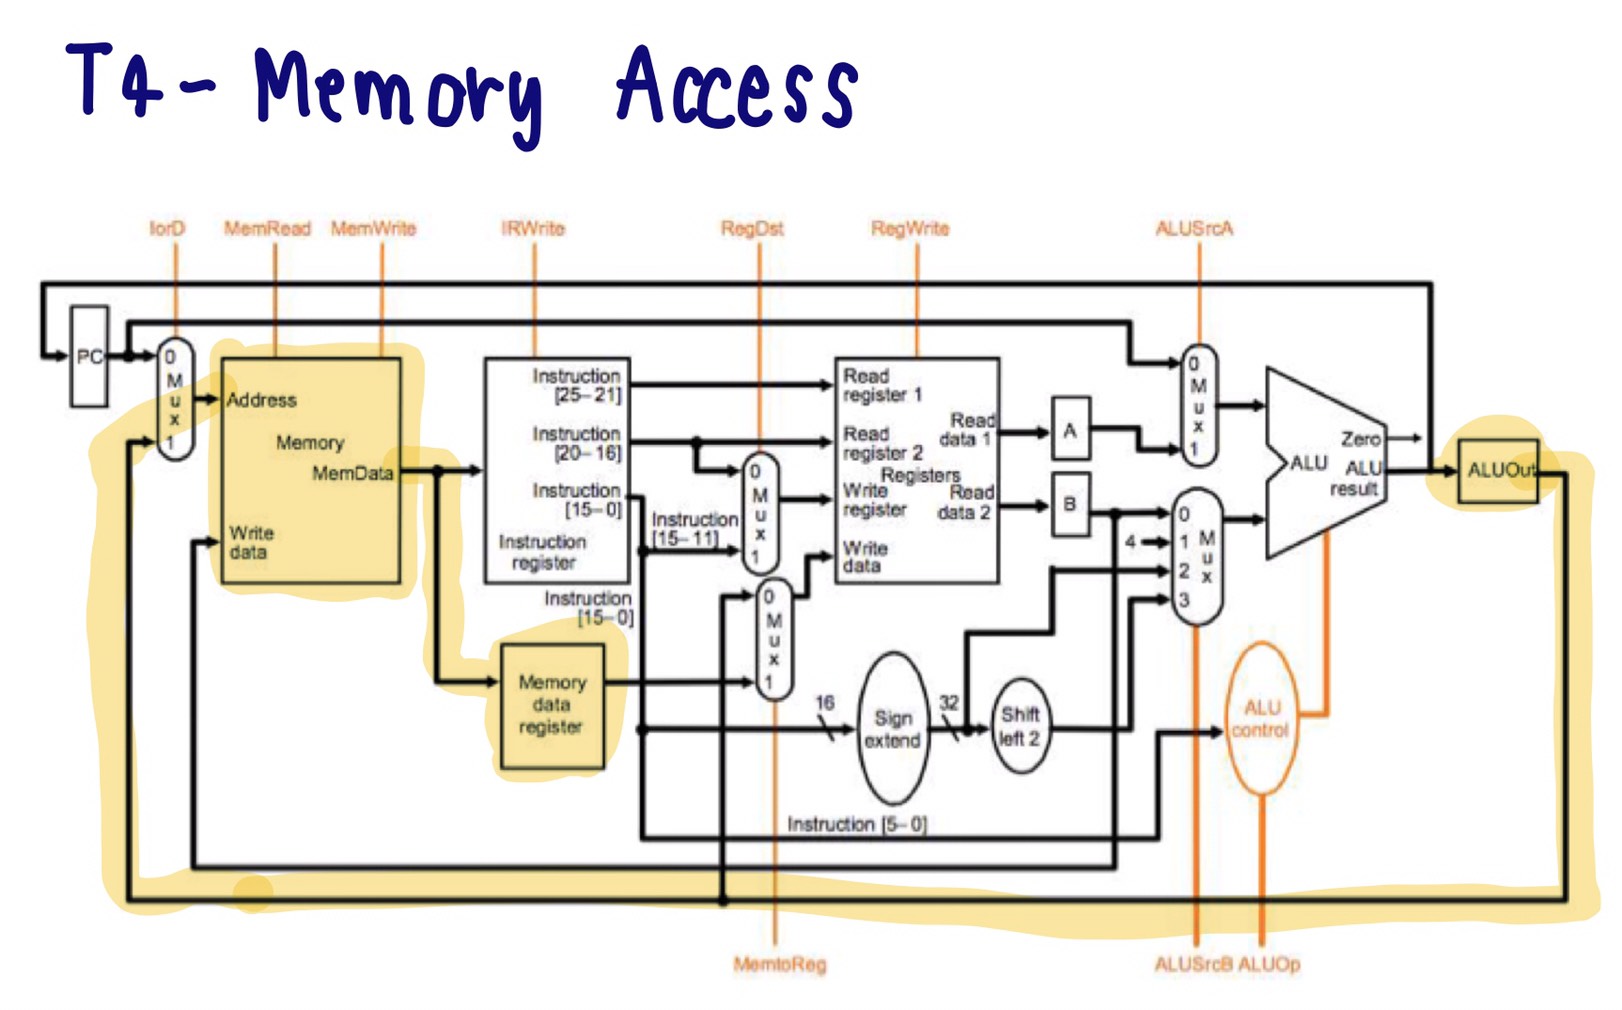 T4 - Memory Access
IorD
MemRead
MemWrite
IRWrite
RegDst
RegWrite
ALUSrcA
PC
0
M
u
x
1
Address
Memory
MemData
Write
data
Instruction
[25–21]
Instruction
[20–16]
Instruction
[15–0]
Instruction
register
Instruction
[15–0]
Memory
data
register
Instruction
[15–11]
0
M
u
x
1
0
M
u
x
1
Read
register 1
Read
register 2
Registers
Write
register
Write
data
Read
data 1
Read
data 2
A
B
4
0
M
u
x
1
0
1
2
3
M
u
x
Zero
ALU
ALU
result
ALUOut
16
Sign
extend
32
Shift
left 2
ALU
control
Instruction [5–0]
MemtoReg
ALUSrcB
ALUOp